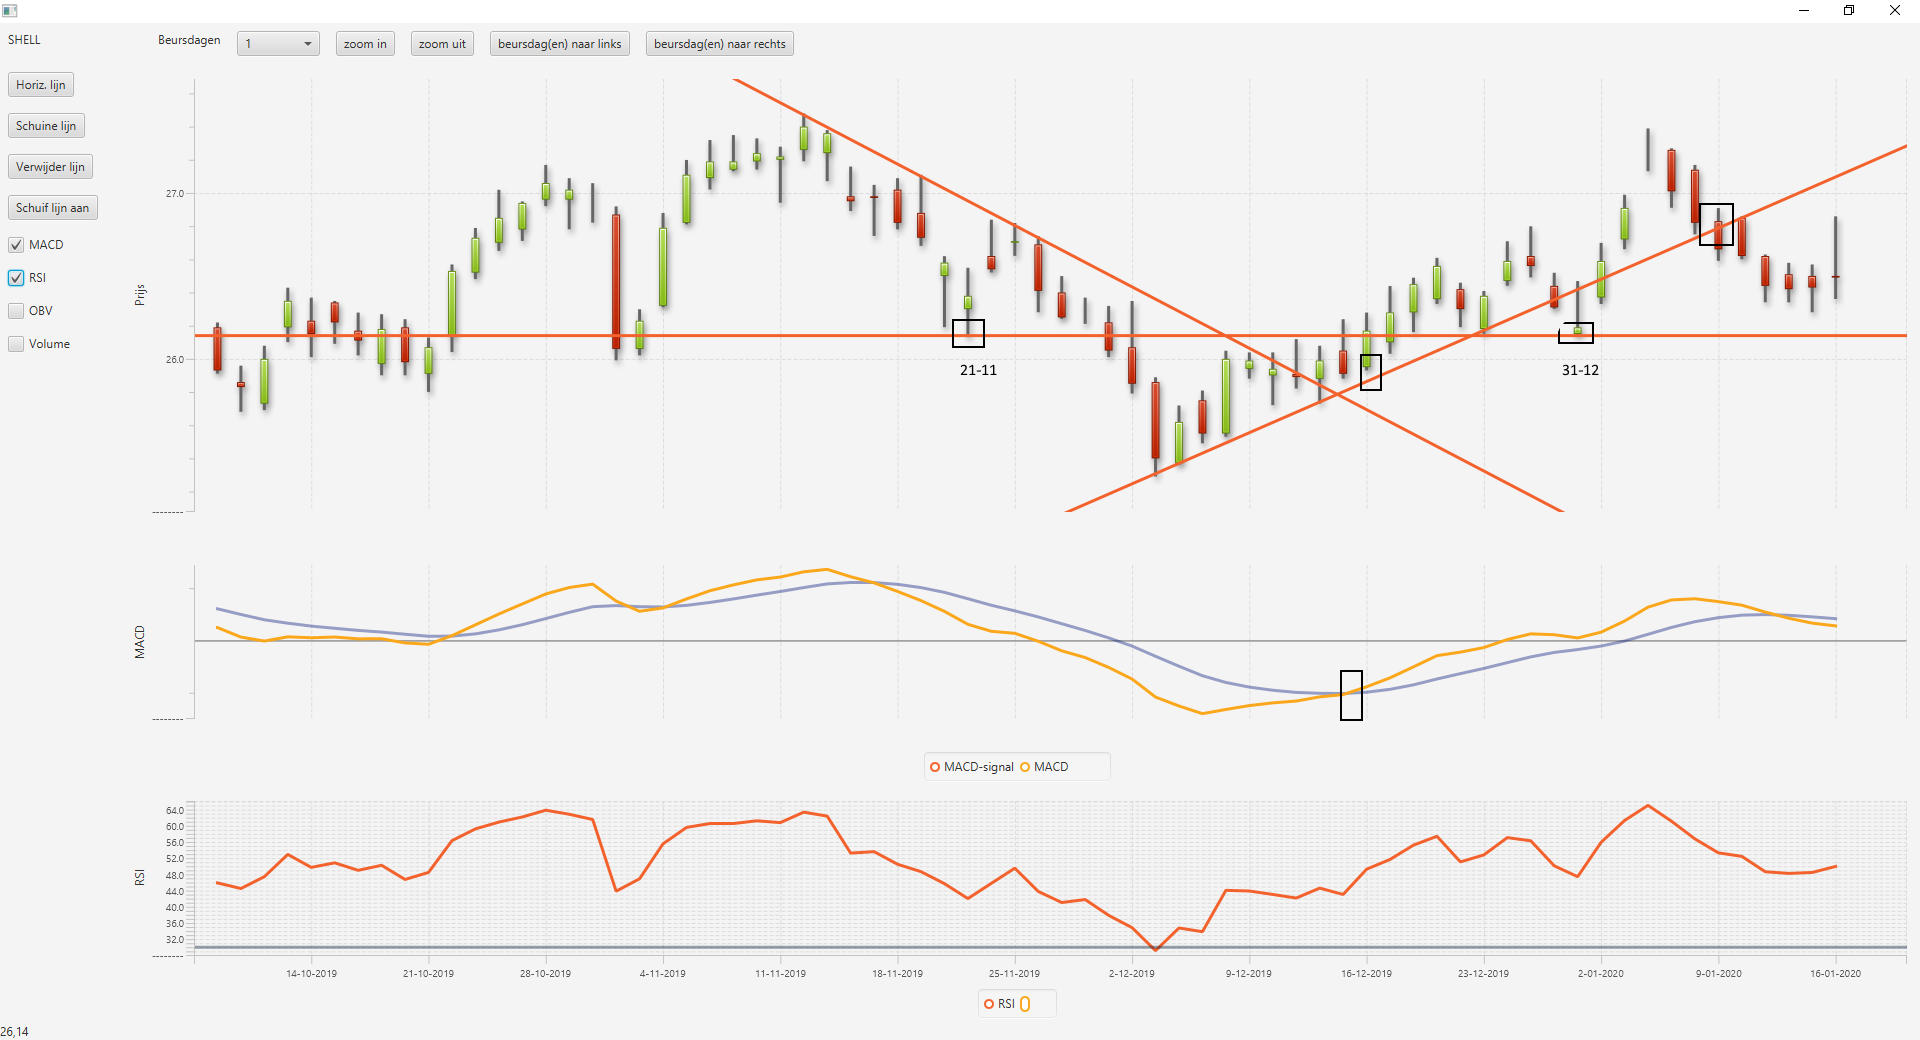 SHELL
Beursdagen 1 zoom in zoom uit beursdag(en) naar links beursdag(en) naar rechts
Horiz. lijn
Schuine lijn
Verwijder lijn
Schuif lijn aan
MACD
RSI
OBV
Volume
Prijs
27.0
26.0
21-11
31-12
MACD
MACD-signal MACD
RSI
64.0
60.0
56.0
52.0
48.0
44.0
40.0
36.0
32.0
14-10-2019 21-10-2019 28-10-2019 4-11-2019 11-11-2019 18-11-2019 25-11-2019 2-12-2019 9-12-2019 16-12-2019 23-12-2019 2-01-2020 9-01-2020 16-01-2020
RSI
26,14